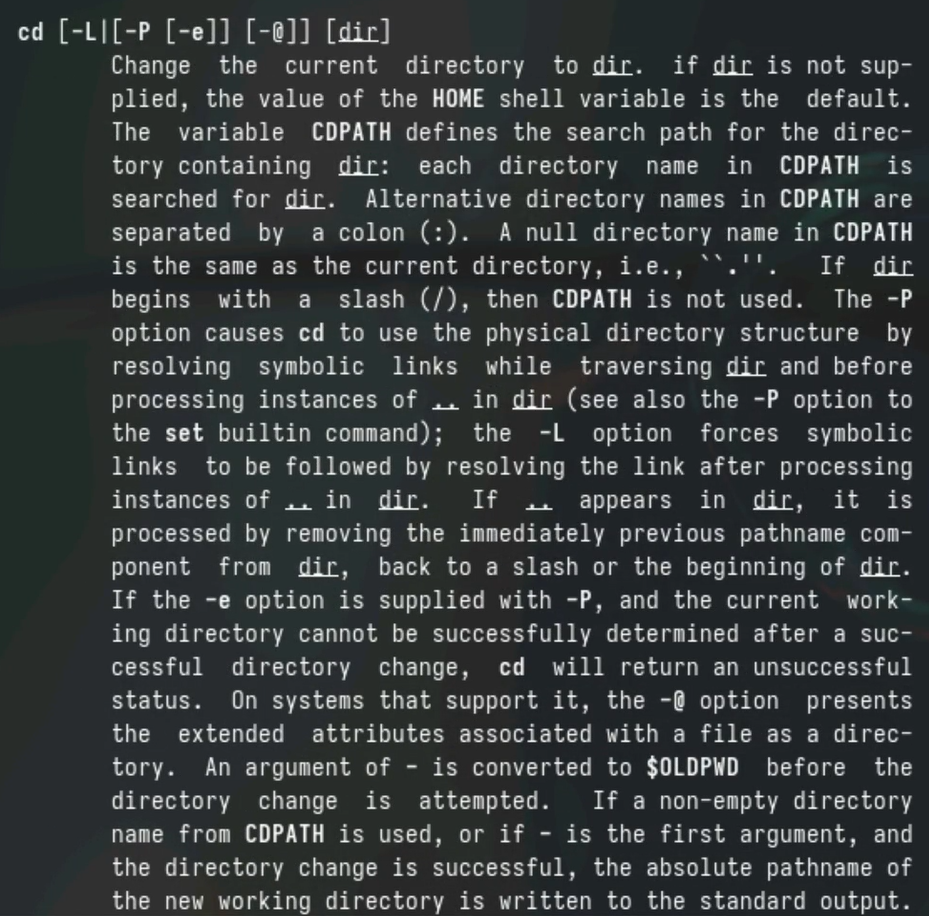 cd [-L|[-P [-e]] [-@]] [dir]
Change the current directory to dir. if dir is not sup-
plied, the value of the HOME shell variable is the default.
The variable CDPATH defines the search path for the direc-
tory containing dir: each directory name in CDPATH is
searched for dir. Alternative directory names in CDPATH are
separated by a colon (:). A null directory name in CDPATH
is the same as the current directory, i.e., ``.''. If dir
begins with a slash (/), then CDPATH is not used. The -P
option causes cd to use the physical directory structure by
resolving symbolic links while traversing dir and before
processing instances of .. in dir (see also the -P option to
the set builtin command); the -L option forces symbolic
links to be followed by resolving the link after processing
instances of .. in dir. If .. appears in dir, it is
processed by removing the immediately previous pathname com-
ponent from dir, back to a slash or the beginning of dir.
If the -e option is supplied with -P, and the current work-
ing directory cannot be successfully determined after a suc-
cessful directory change, cd will return an unsuccessful
status. On systems that support it, the -@ option presents
the extended attributes associated with a file as a direc-
tory. An argument of - is converted to $OLDPWD before the
directory change is attempted. If a non-empty directory
name from CDPATH is used, or if - is the first argument, and
the directory change is successful, the absolute pathname of
the new working directory is written to the standard output.